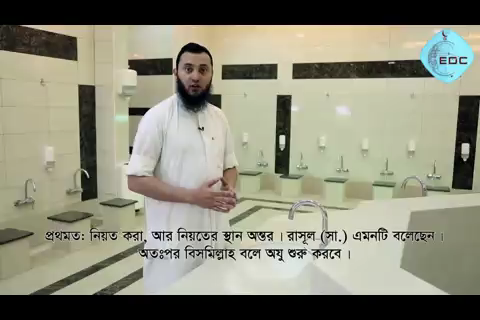 EDC
প্রথমত: নিয়ত করা, আর নিয়তের স্থান অন্তর । রাসূল (সা.) এমনটি বলেছেন ।
অতঃপর বিসমিল্লাহ বলে অযু শুরু করবে ।